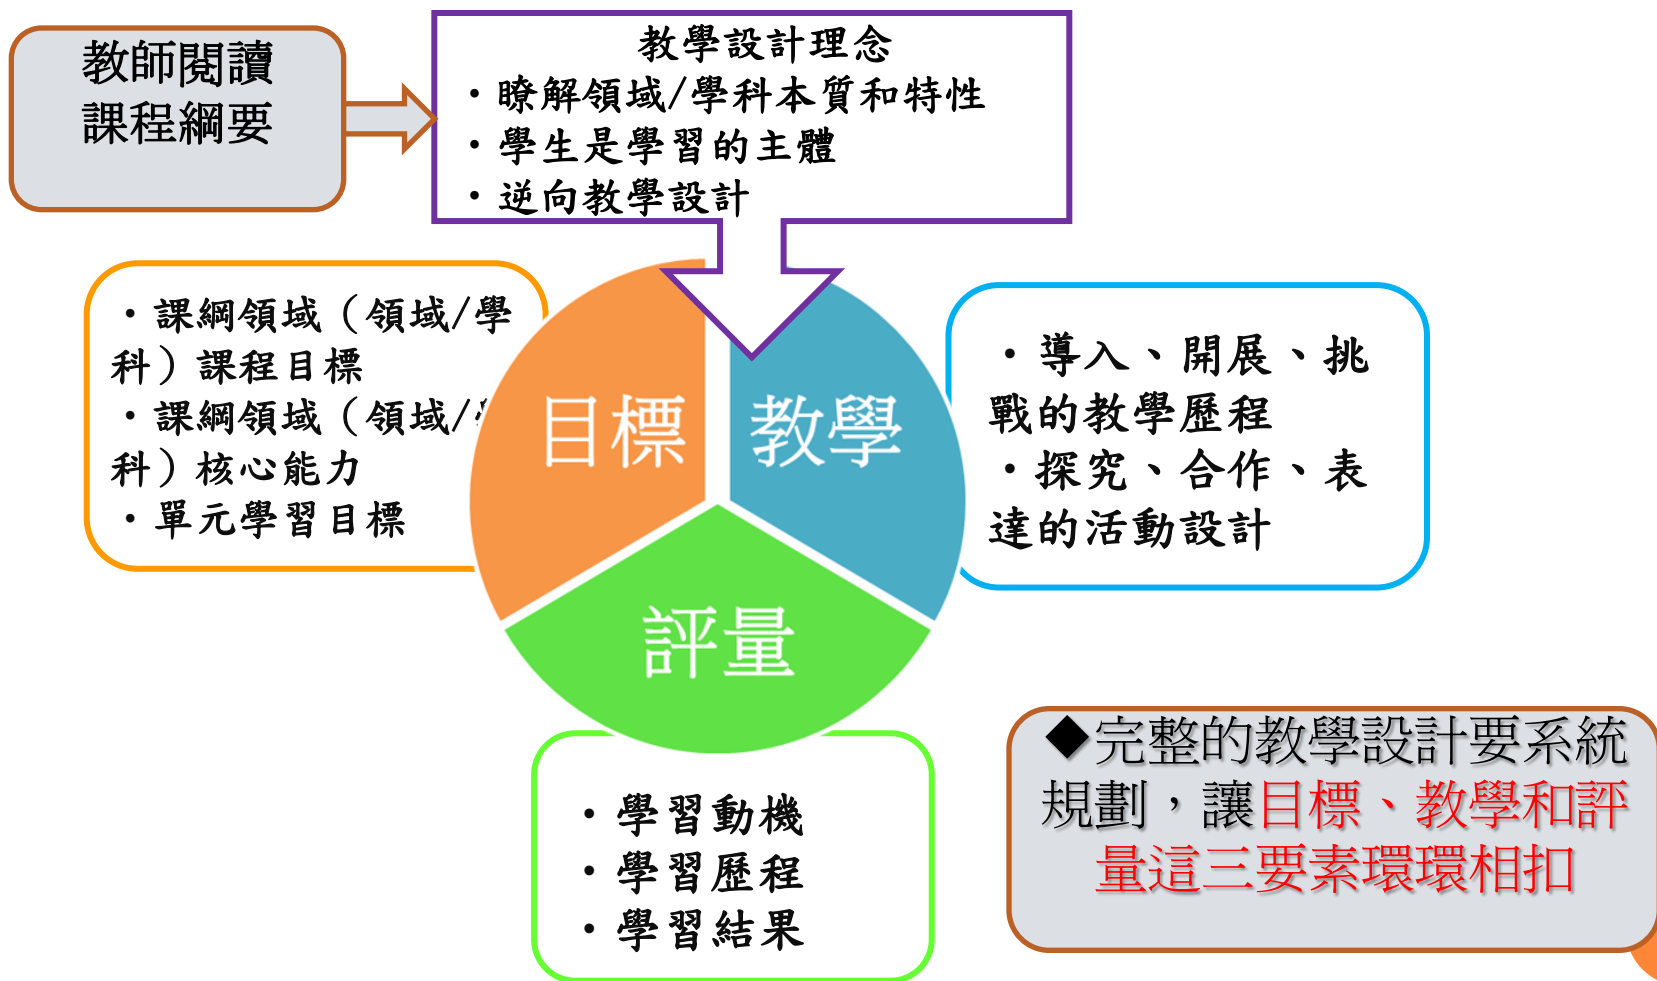 教師閱讀
課程綱要
教學設計理念
・瞭解領域/學科本質和特性
・學生是學習的主體
・逆向教學設計
・課綱領域（領域/學
科）課程目標
・課綱領域（領域/
科）核心能力
・單元學習目標
目標
教學
評量
・導入、開展、挑
戰的教學歷程
・探究、合作、表
達的活動設計
・學習動機
・學習歷程
・學習結果
◆完整的教學設計要系統
規劃，讓目標、教學和評
量這三要素環環相扣